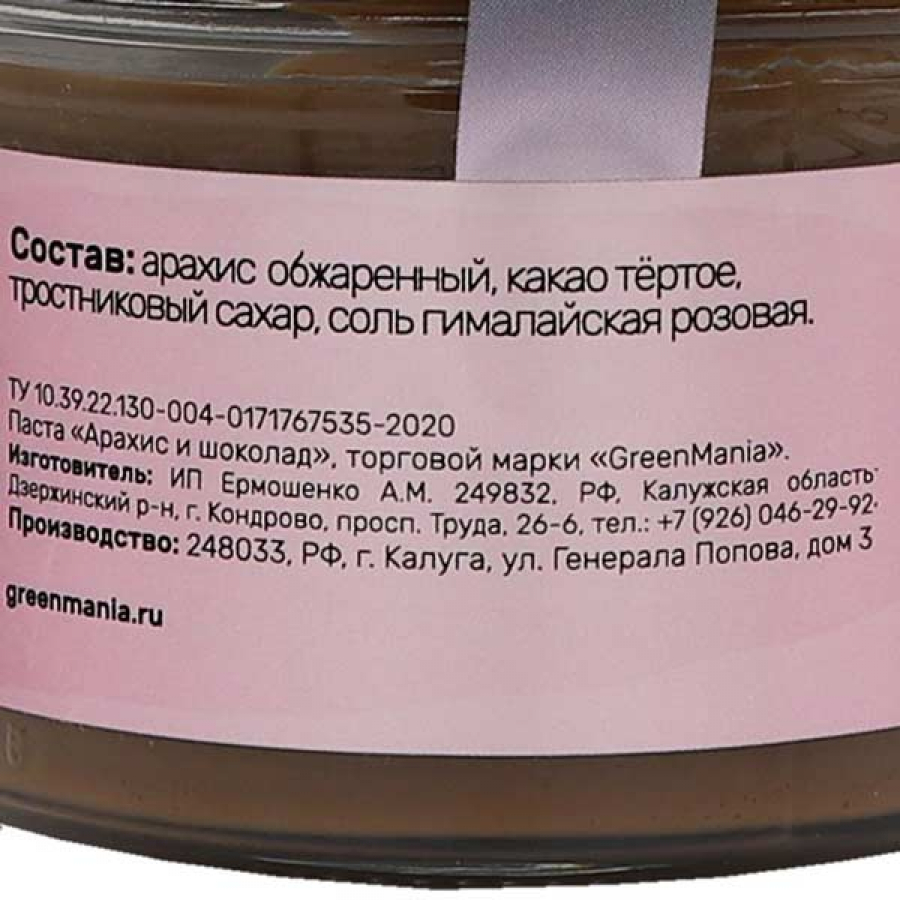 Состав: арахис обжаренный, какао тёртое,
тростниковый сахар, соль гималайская розовая.
ТУ 10.39.22.130-004-0171767535-2020
Паста «Арахис и шоколад», торговой марки «GreenMania».
Изготовитель: ИП Ермошенко А.М. 249832, РФ, Калужская область,
Дзержинский р-н, г. Кондрово, просп. Труда, 26-6, тел.: +7 (926) 046-29-92.
Производство: 248033, РФ, г. Калуга, ул. Генерала Попова, дом 3
greenmania.ru